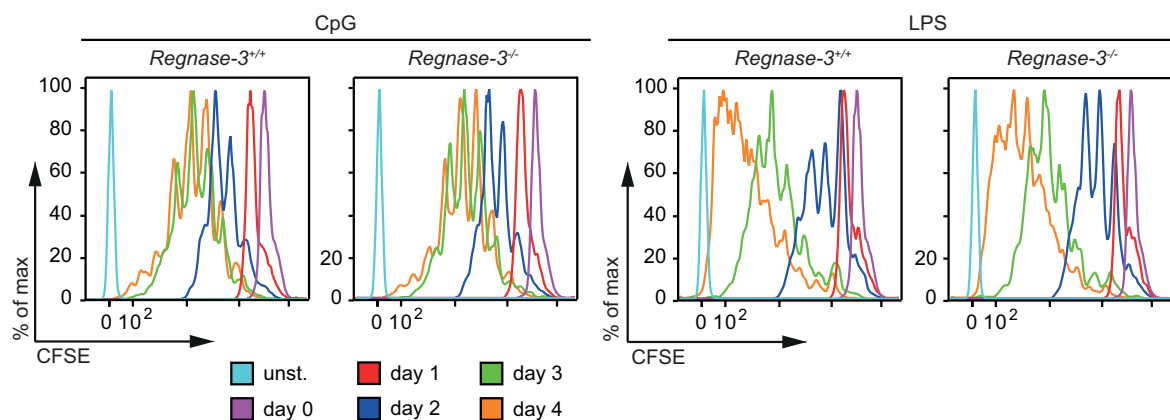 CpG
LPS
Regnase-3+/+
Regnase-3-/-
Regnase-3+/+
Regnase-3-/-
% of max
100
80
60
40
20
0
0 10²
CFSE
20
0
0 10²
% of max
100
80
60
40
20
0
0 10²
CFSE
20
0
0 10²
unst.
day 1
day 3
day 0
day 2
day 4